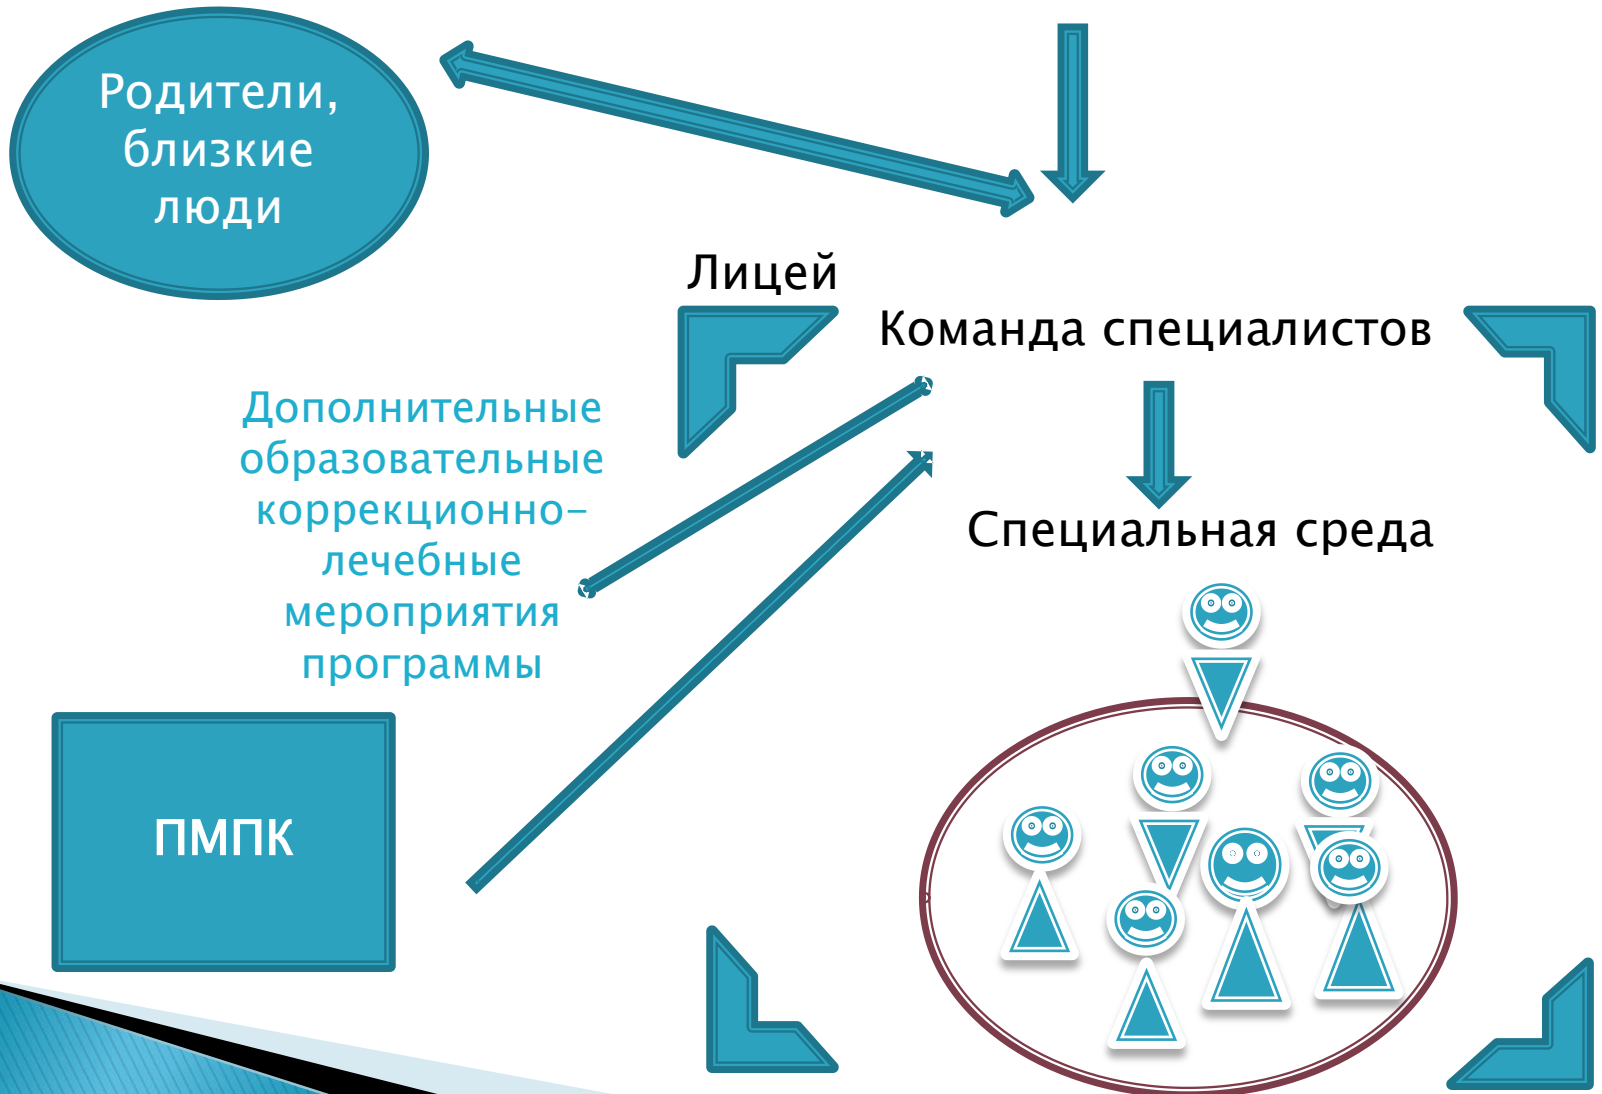 Родители,
близкие
люди
Лицей
Команда специалистов
Дополнительные
образовательные
коррекционно-
лечебные
мероприятия
программы
Специальная среда
ПМПК